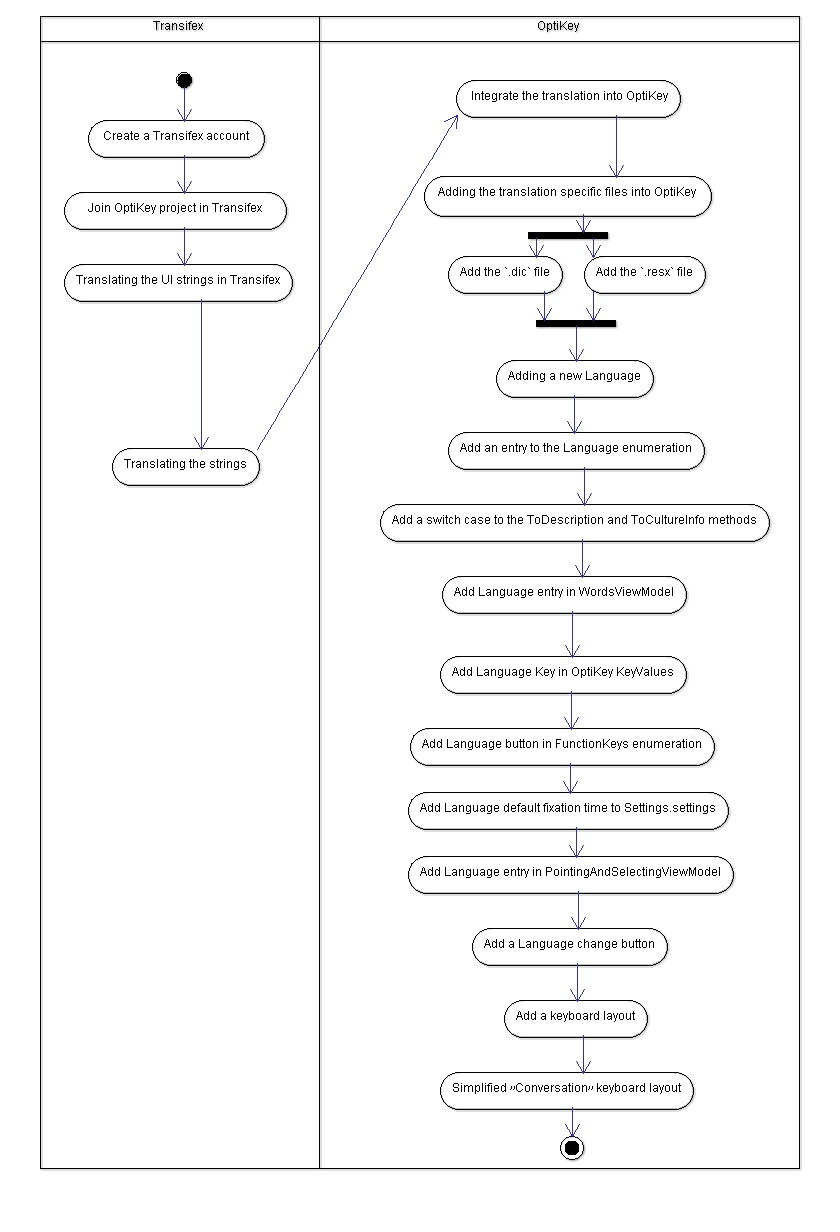 Transifex
OptiKey
Create a Transifex account
Join OptiKey project in Transifex
Translating the UI strings in Transifex
Translating the strings
Integrate the translation into OptiKey
Adding the translation specific files into OptiKey
Add the `.dic` file
Add the `.resx` file
Adding a new Language
Add an entry to the Language enumeration
Add a switch case to the ToDescription and ToCultureInfo methods
Add Language entry in WordsViewModel
Add Language Key in OptiKey KeyValues
Add Language button in FunctionKeys enumeration
Add Language default fixation time to Settings.settings
Add Language entry in PointingAndSelectingViewModel
Add a Language change button
Add a keyboard layout
Simplified „Conversation” keyboard layout